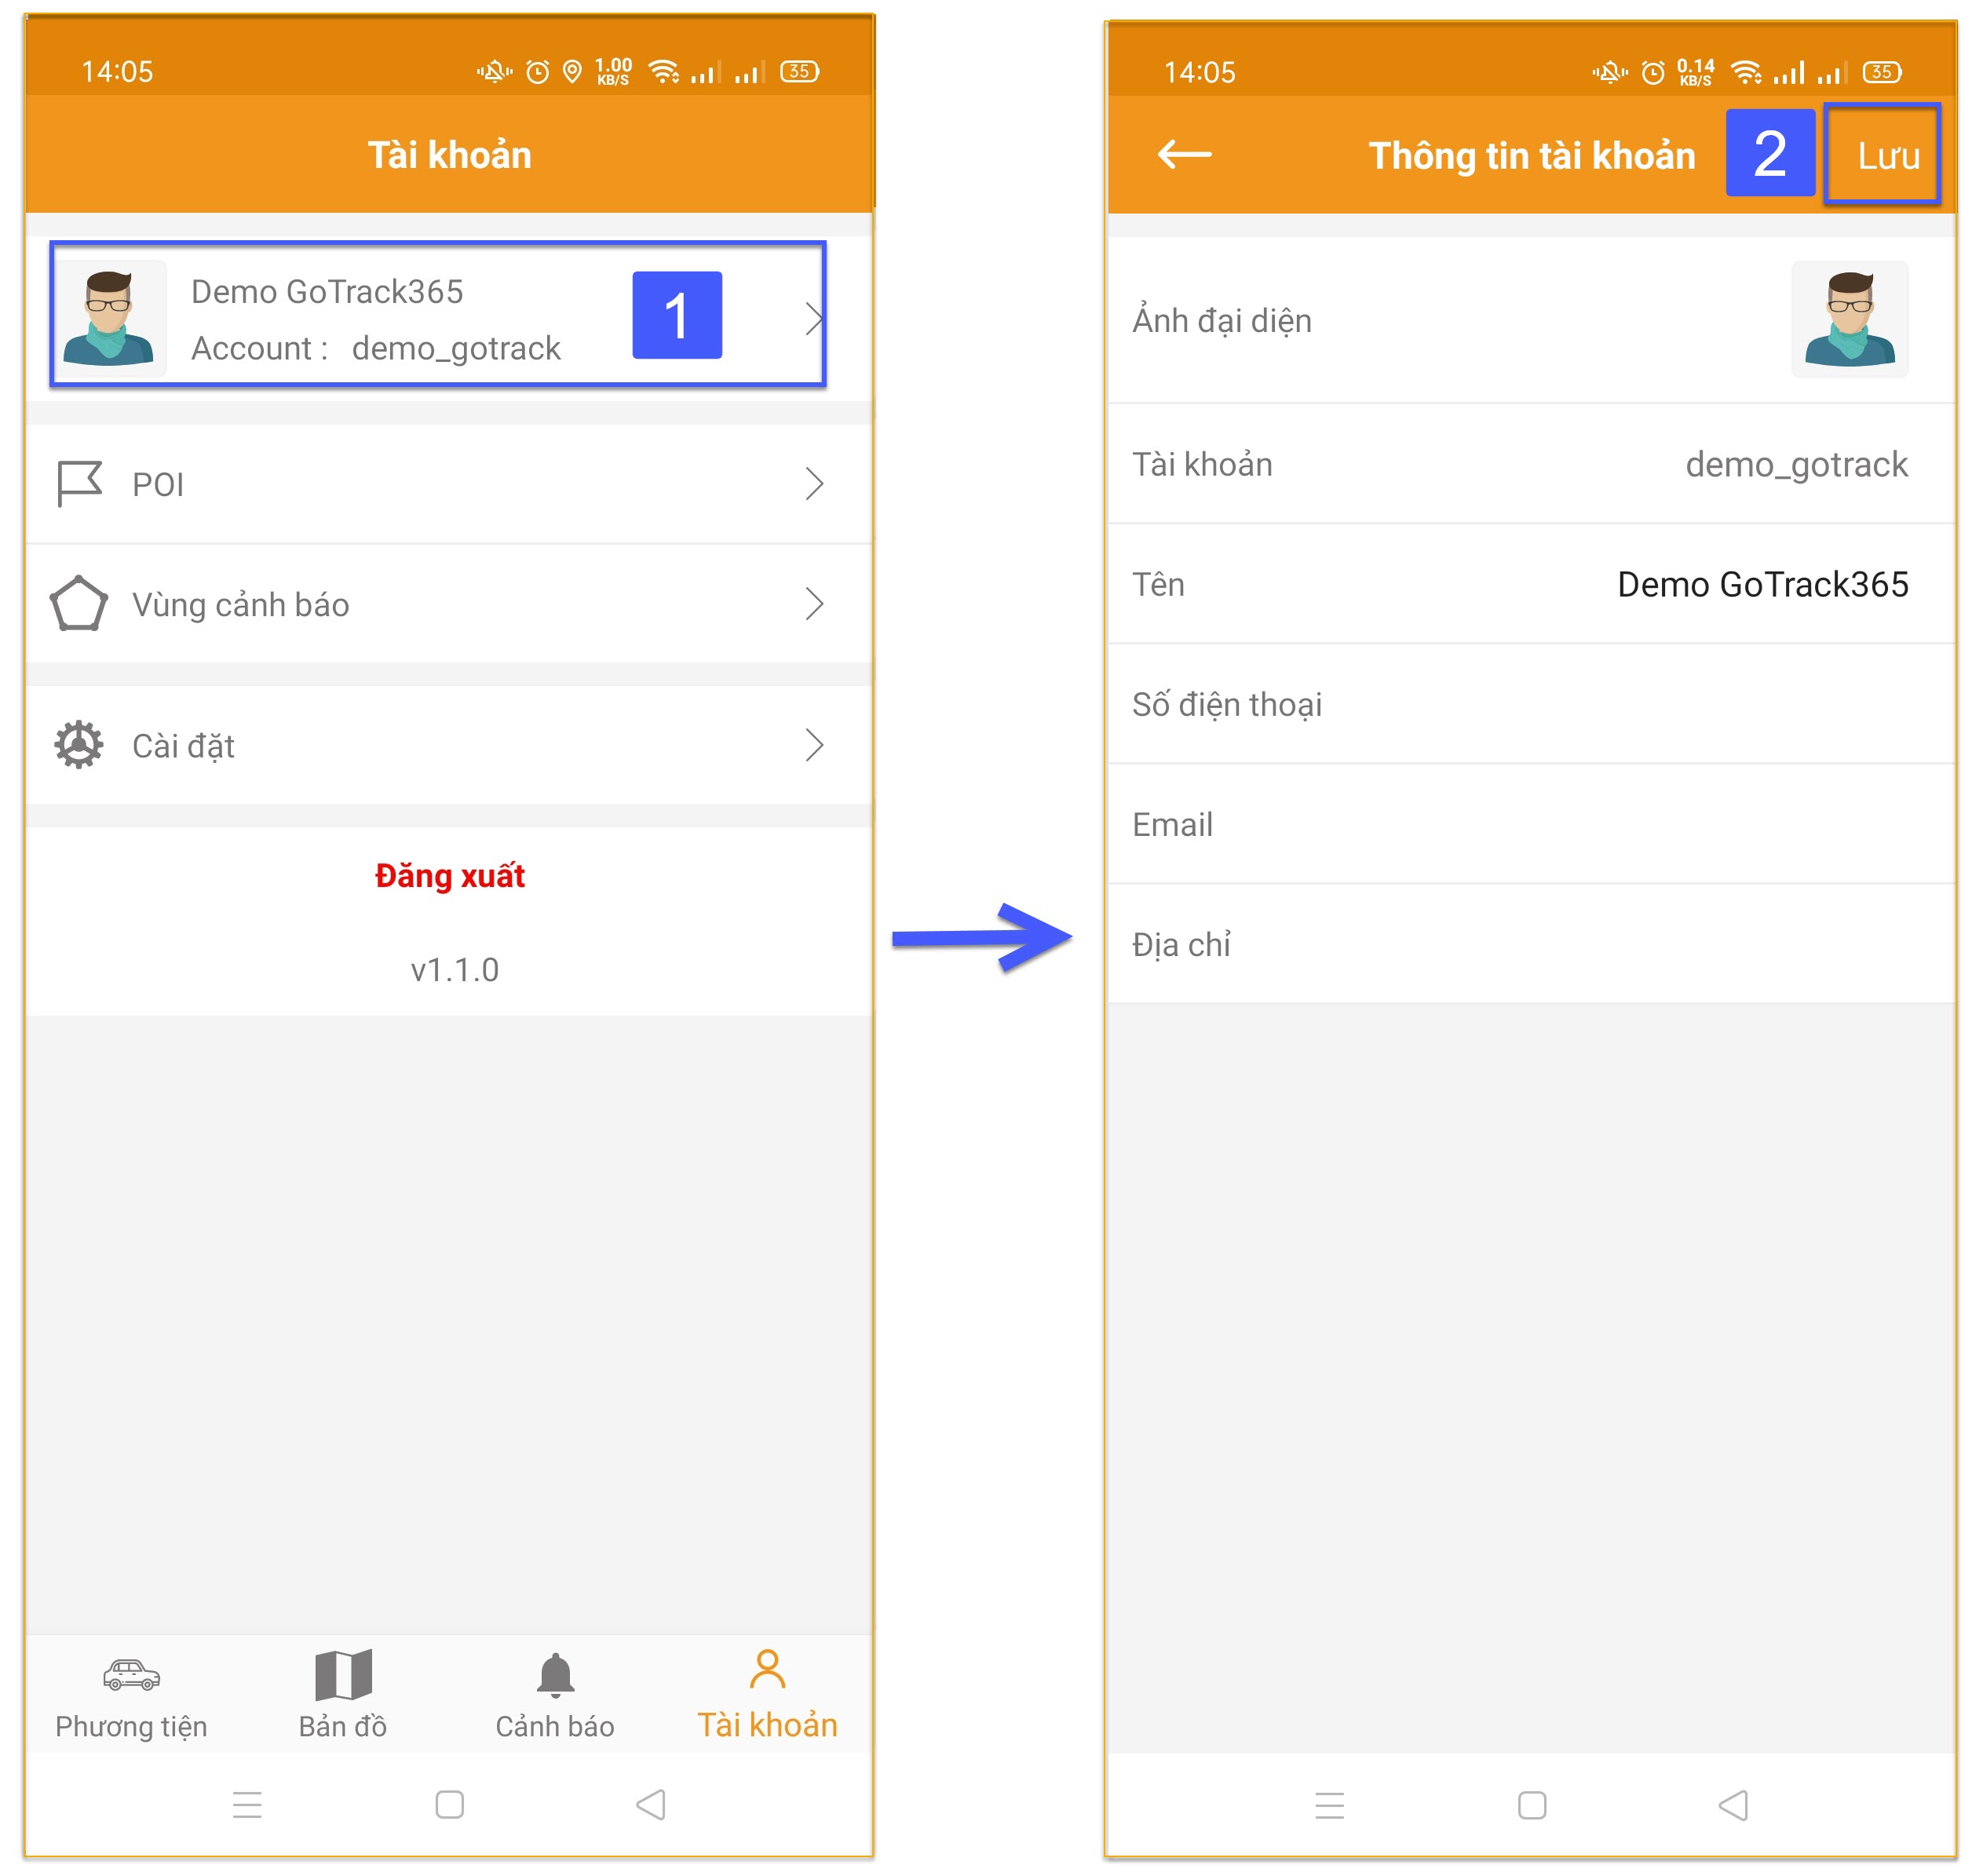 14:05
1.00
KB/S
35
Tài khoản
Demo GoTrack365
Account : demo_gotrack
1
POI
Vùng cảnh báo
Cài đặt
Đăng xuất
v1.1.0
Phương tiện
Bản đồ
Cảnh báo
Tài khoản
14:05
0.14
KB/S
35
Thông tin tài khoản
2
Lưu
Ảnh đại diện
Tài khoản demo_gotrack
Tên Demo GoTrack365
Số điện thoại
Email
Địa chỉ